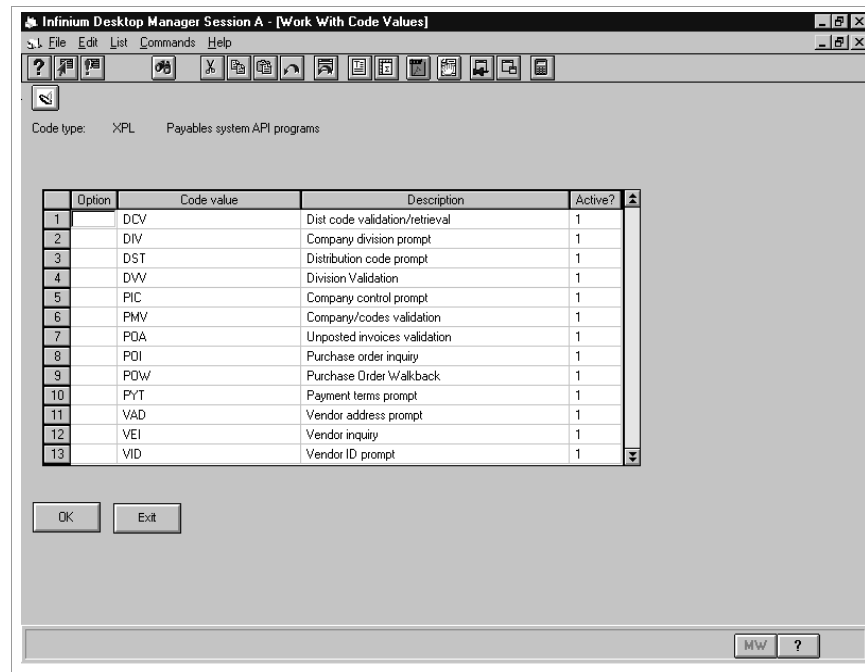 Infinium Desktop Manager Session A - [Work With Code Values]
File Edit List Commands Help
Code type: XPL Payables system API programs
Option Code value Description Active?
1 DCV Dist code validation/retrieval 1
2 DIV Company division prompt 1
3 DST Distribution code prompt 1
4 DVV Division Validation 1
5 PIC Company control prompt 1
6 PMV Company/codes validation 1
7 POA Unposted invoices validation 1
8 POI Purchase order inquiry 1
9 POW Purchase Order Walkback 1
10 PYT Payment terms prompt 1
11 VAD Vendor address prompt 1
12 VEI Vendor inquiry 1
13 VID Vendor ID prompt 1
OK Exit
MW ?